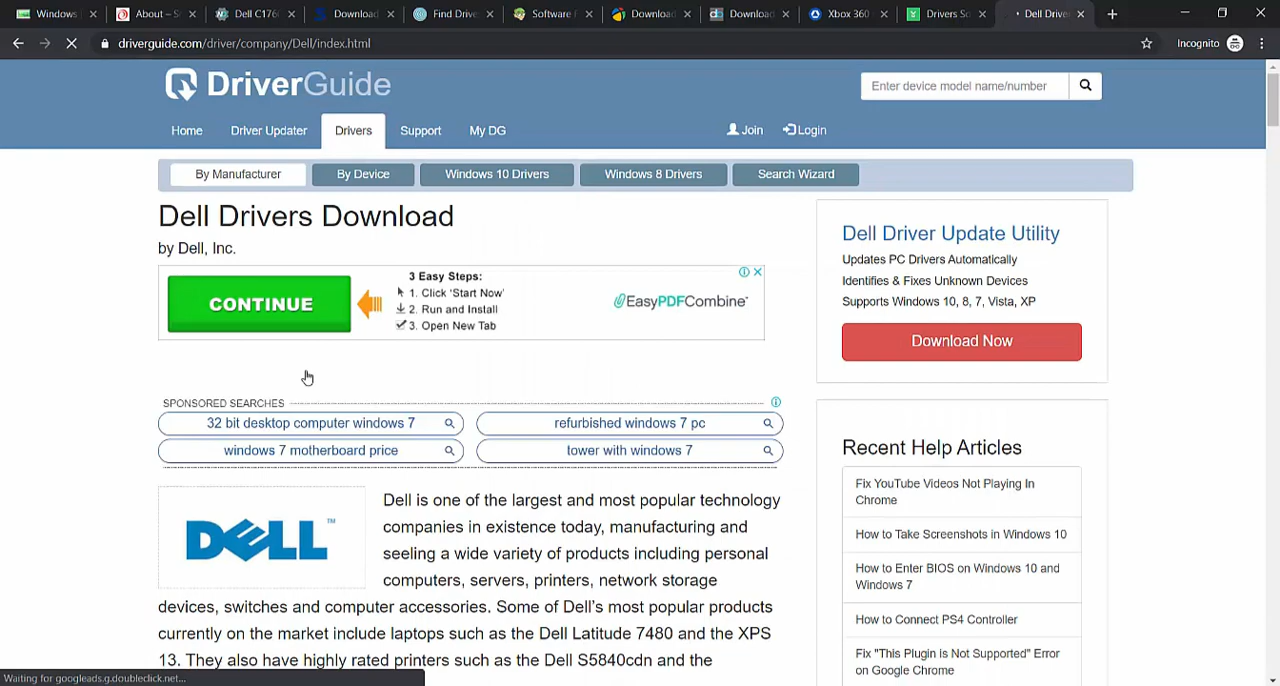 Windows
About – S
Dell C176
Download
Find Drive
Software F
Download
Download
Xbox 360
Drivers So
Dell Drive
driverguide.com/driver/company/Dell/index.html
Incognito
DriverGuide
Enter device model name/number
Home
Driver Updater
Drivers
Support
My DG
Join
Login
By Manufacturer
By Device
Windows 10 Drivers
Windows 8 Drivers
Search Wizard
Dell Drivers Download
by Dell, Inc.
CONTINUE
3 Easy Steps:
1. Click 'Start Now'
2. Run and Install
3. Open New Tab
EasyPDFCombine™
SPONSORED SEARCHES
32 bit desktop computer windows 7
refurbished windows 7 pc
windows 7 motherboard price
tower with windows 7
DELL™
Dell is one of the largest and most popular technology
companies in existence today, manufacturing and
seeling a wide variety of products including personal
computers, servers, printers, network storage
devices, switches and computer accessories. Some of Dell's most popular products
currently on the market include laptops such as the Dell Latitude 7480 and the XPS
13. They also have highly rated printers such as the Dell S5840cdn and the
Dell Driver Update Utility
Updates PC Drivers Automatically
Identifies & Fixes Unknown Devices
Supports Windows 10, 8, 7, Vista, XP
Download Now
Recent Help Articles
Fix YouTube Videos Not Playing In
Chrome
How to Take Screenshots in Windows 10
How to Enter BIOS on Windows 10 and
Windows 7
How to Connect PS4 Controller
Fix "This Plugin is Not Supported" Error
on Google Chrome
Waiting for googleads.g.doubleclick.net...